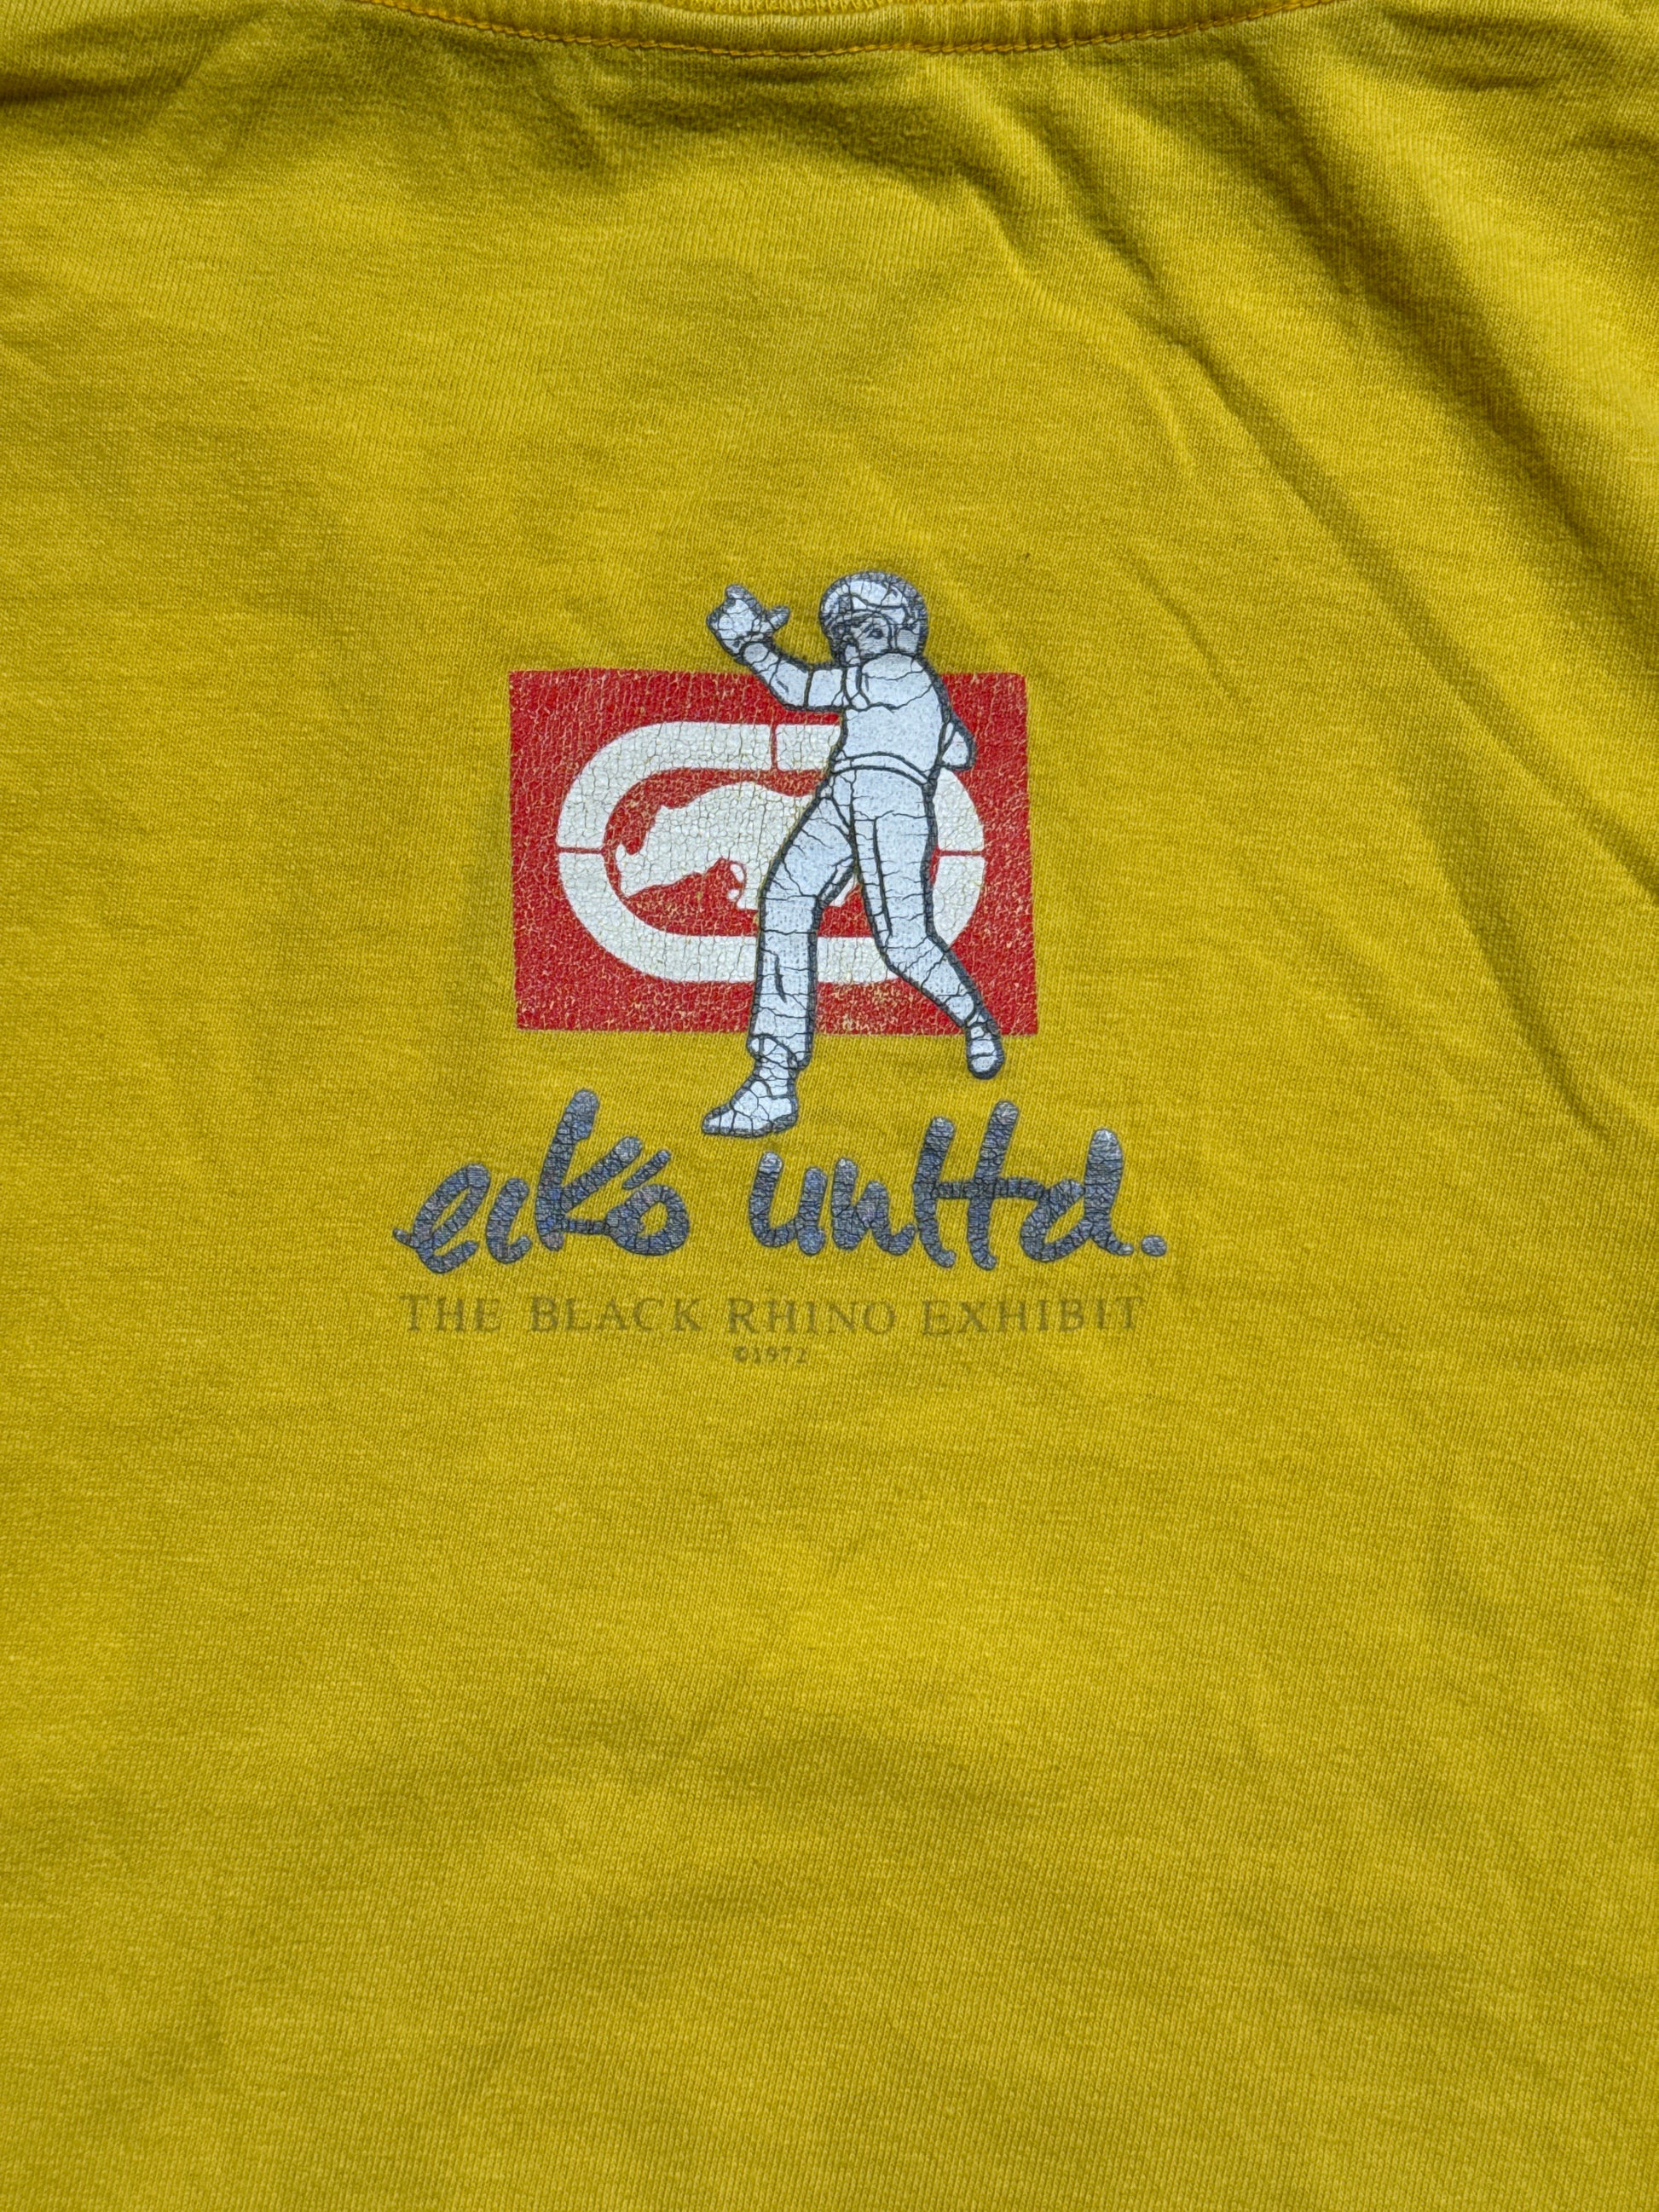 ecko unltd.
THE BLACK RHINO EXHIBIT
©1972